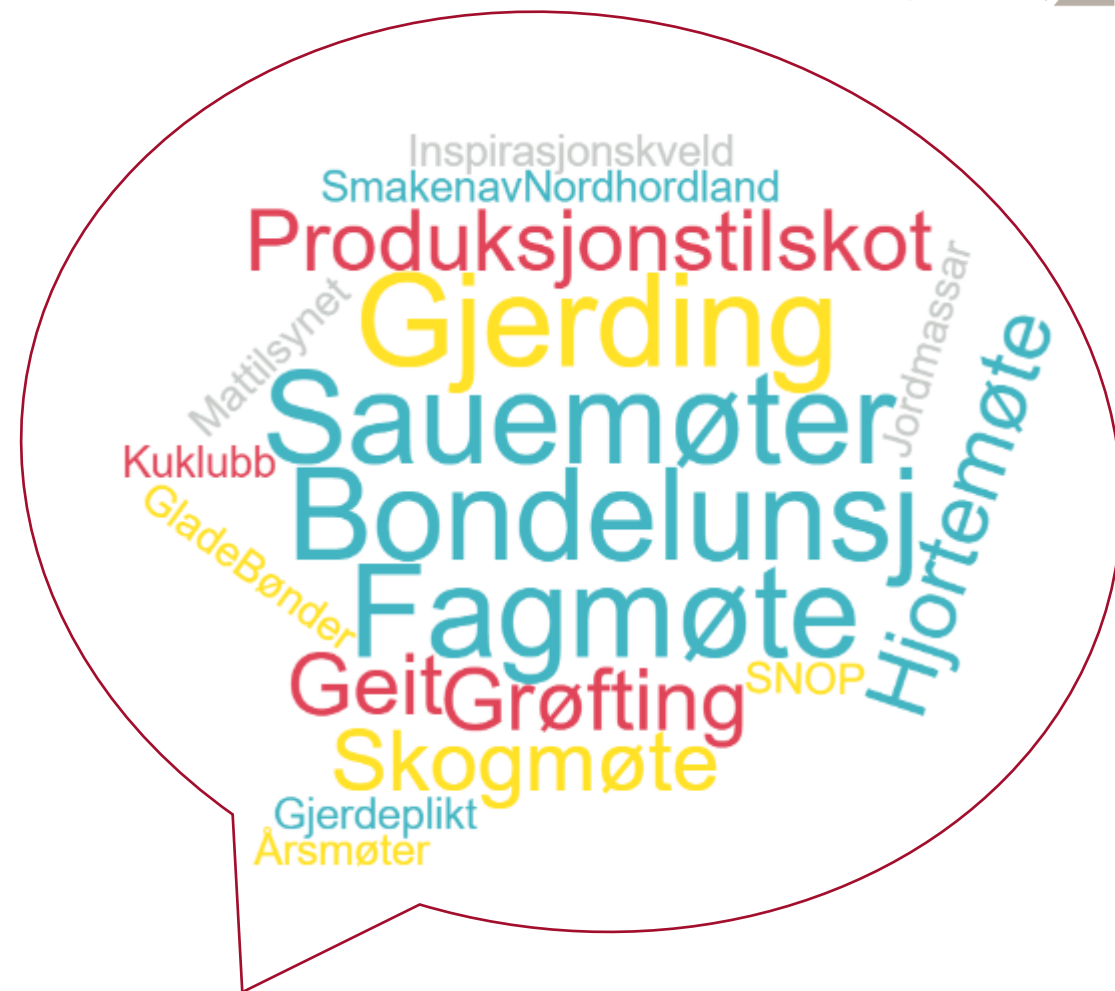 Inspirasjonskveld
SmakenavNordhordland
Produksjonstilskot
Gjerding
Mattilsynet
Jordmassar
Sauemøter
Hjortemøte
Kuklubb
Bondelunsj
GladeBønder
Fagmøte
Geit
Grøfting
SNOP
Skogmøte
Gjerdeplikt
Årsmøter